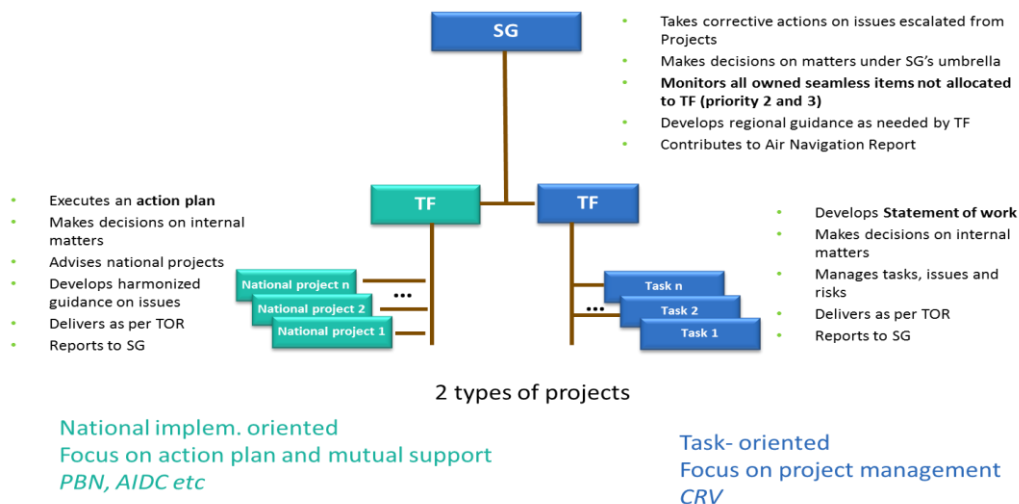 SG
• Takes corrective actions on issues escalated from
Projects
• Makes decisions on matters under SG's umbrella
• Monitors all owned seamless items not allocated
to TF (priority 2 and 3)
• Develops regional guidance as needed by TF
• Contributes to Air Navigation Report
• Executes an action plan
• Makes decisions on internal
matters
• Advises national projects
• Develops harmonized
guidance on issues
• Delivers as per TOR
• Reports to SG
TF
National project n
...
National project 2
National project 1
TF
Task n
...
Task 2
Task 1
• Develops Statement of work
• Makes decisions on internal
matters
• Manages tasks, issues and
risks
• Delivers as per TOR
• Reports to SG
2 types of projects
National implem. oriented
Focus on action plan and mutual support
PBN, AIDC etc
Task- oriented
Focus on project management
CRV